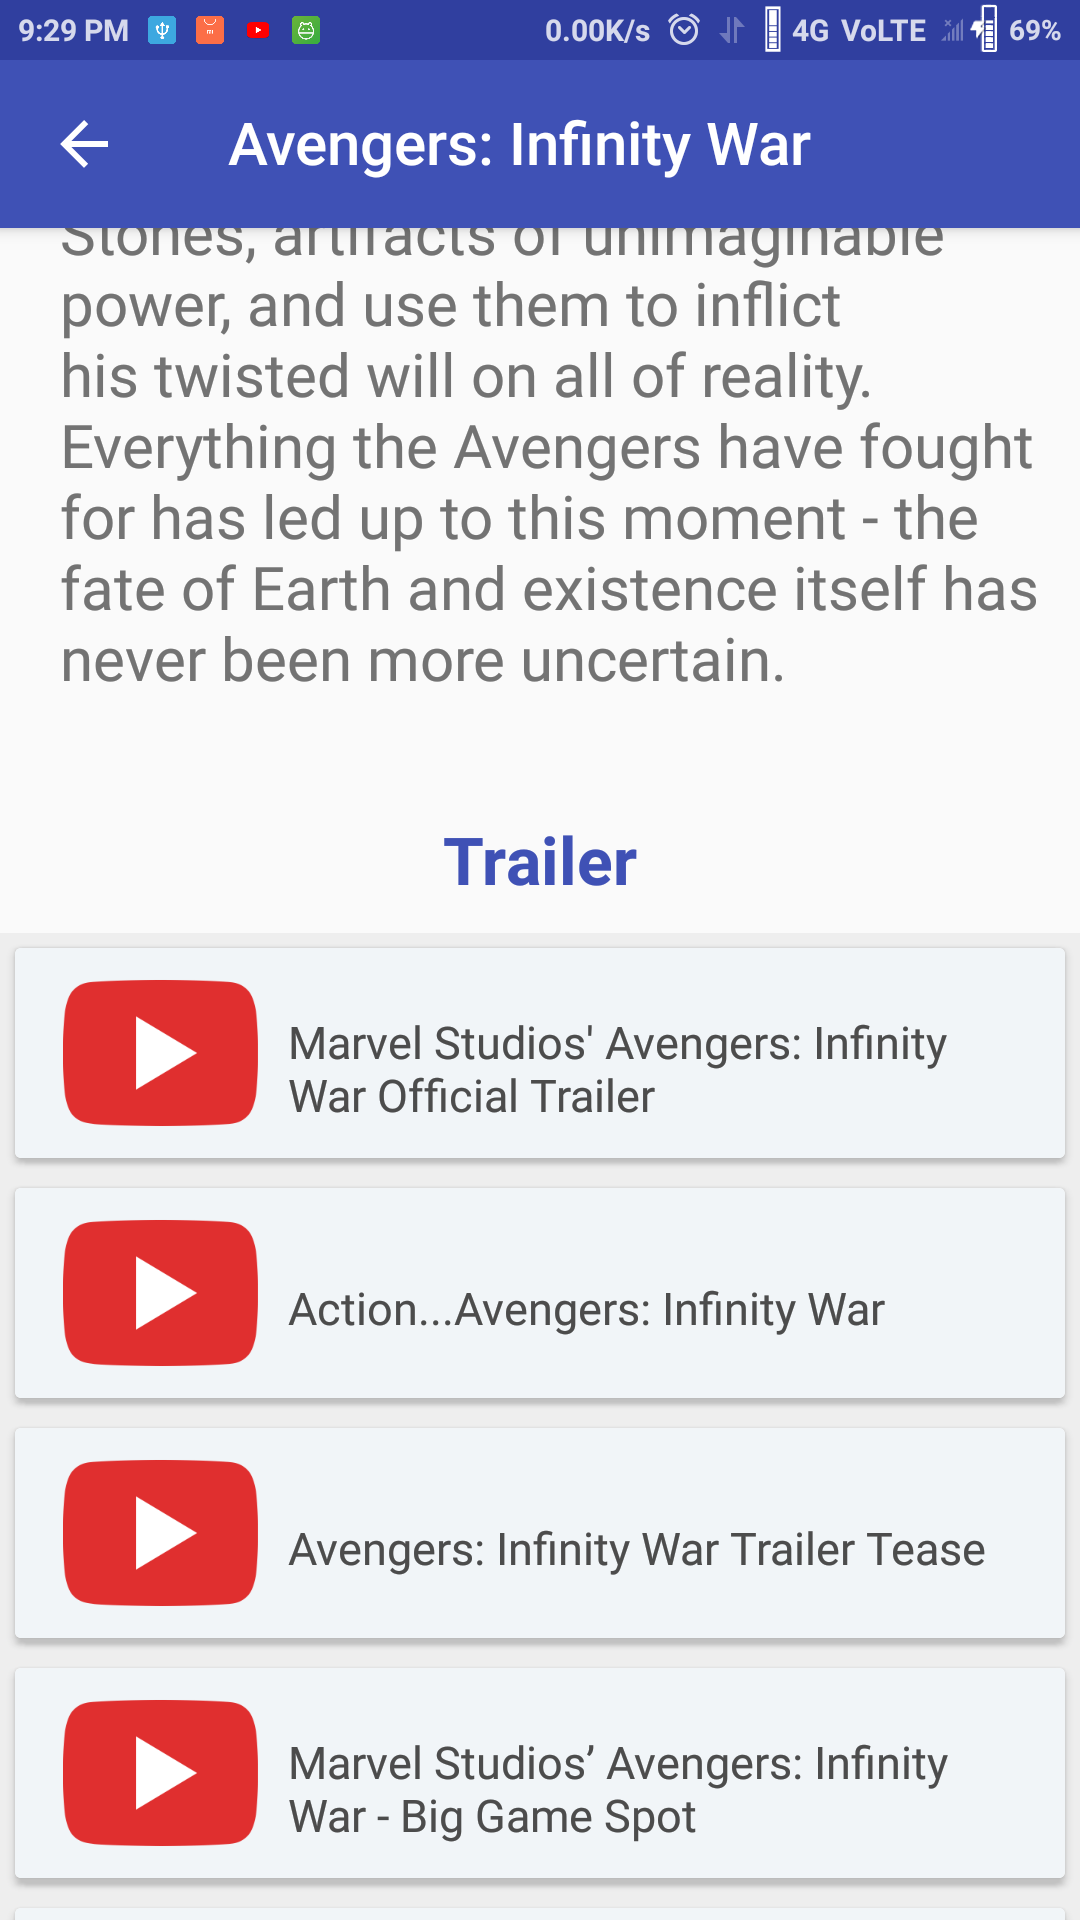 9:29 PM 0.00K/s 4G VoLTE 69%
Avengers: Infinity War
Stones, artifacts of unimaginable
power, and use them to inflict
his twisted will on all of reality.
Everything the Avengers have fought
for has led up to this moment - the
fate of Earth and existence itself has
never been more uncertain.
Trailer
Marvel Studios' Avengers: Infinity
War Official Trailer
Action...Avengers: Infinity War
Avengers: Infinity War Trailer Tease
Marvel Studios’ Avengers: Infinity
War - Big Game Spot